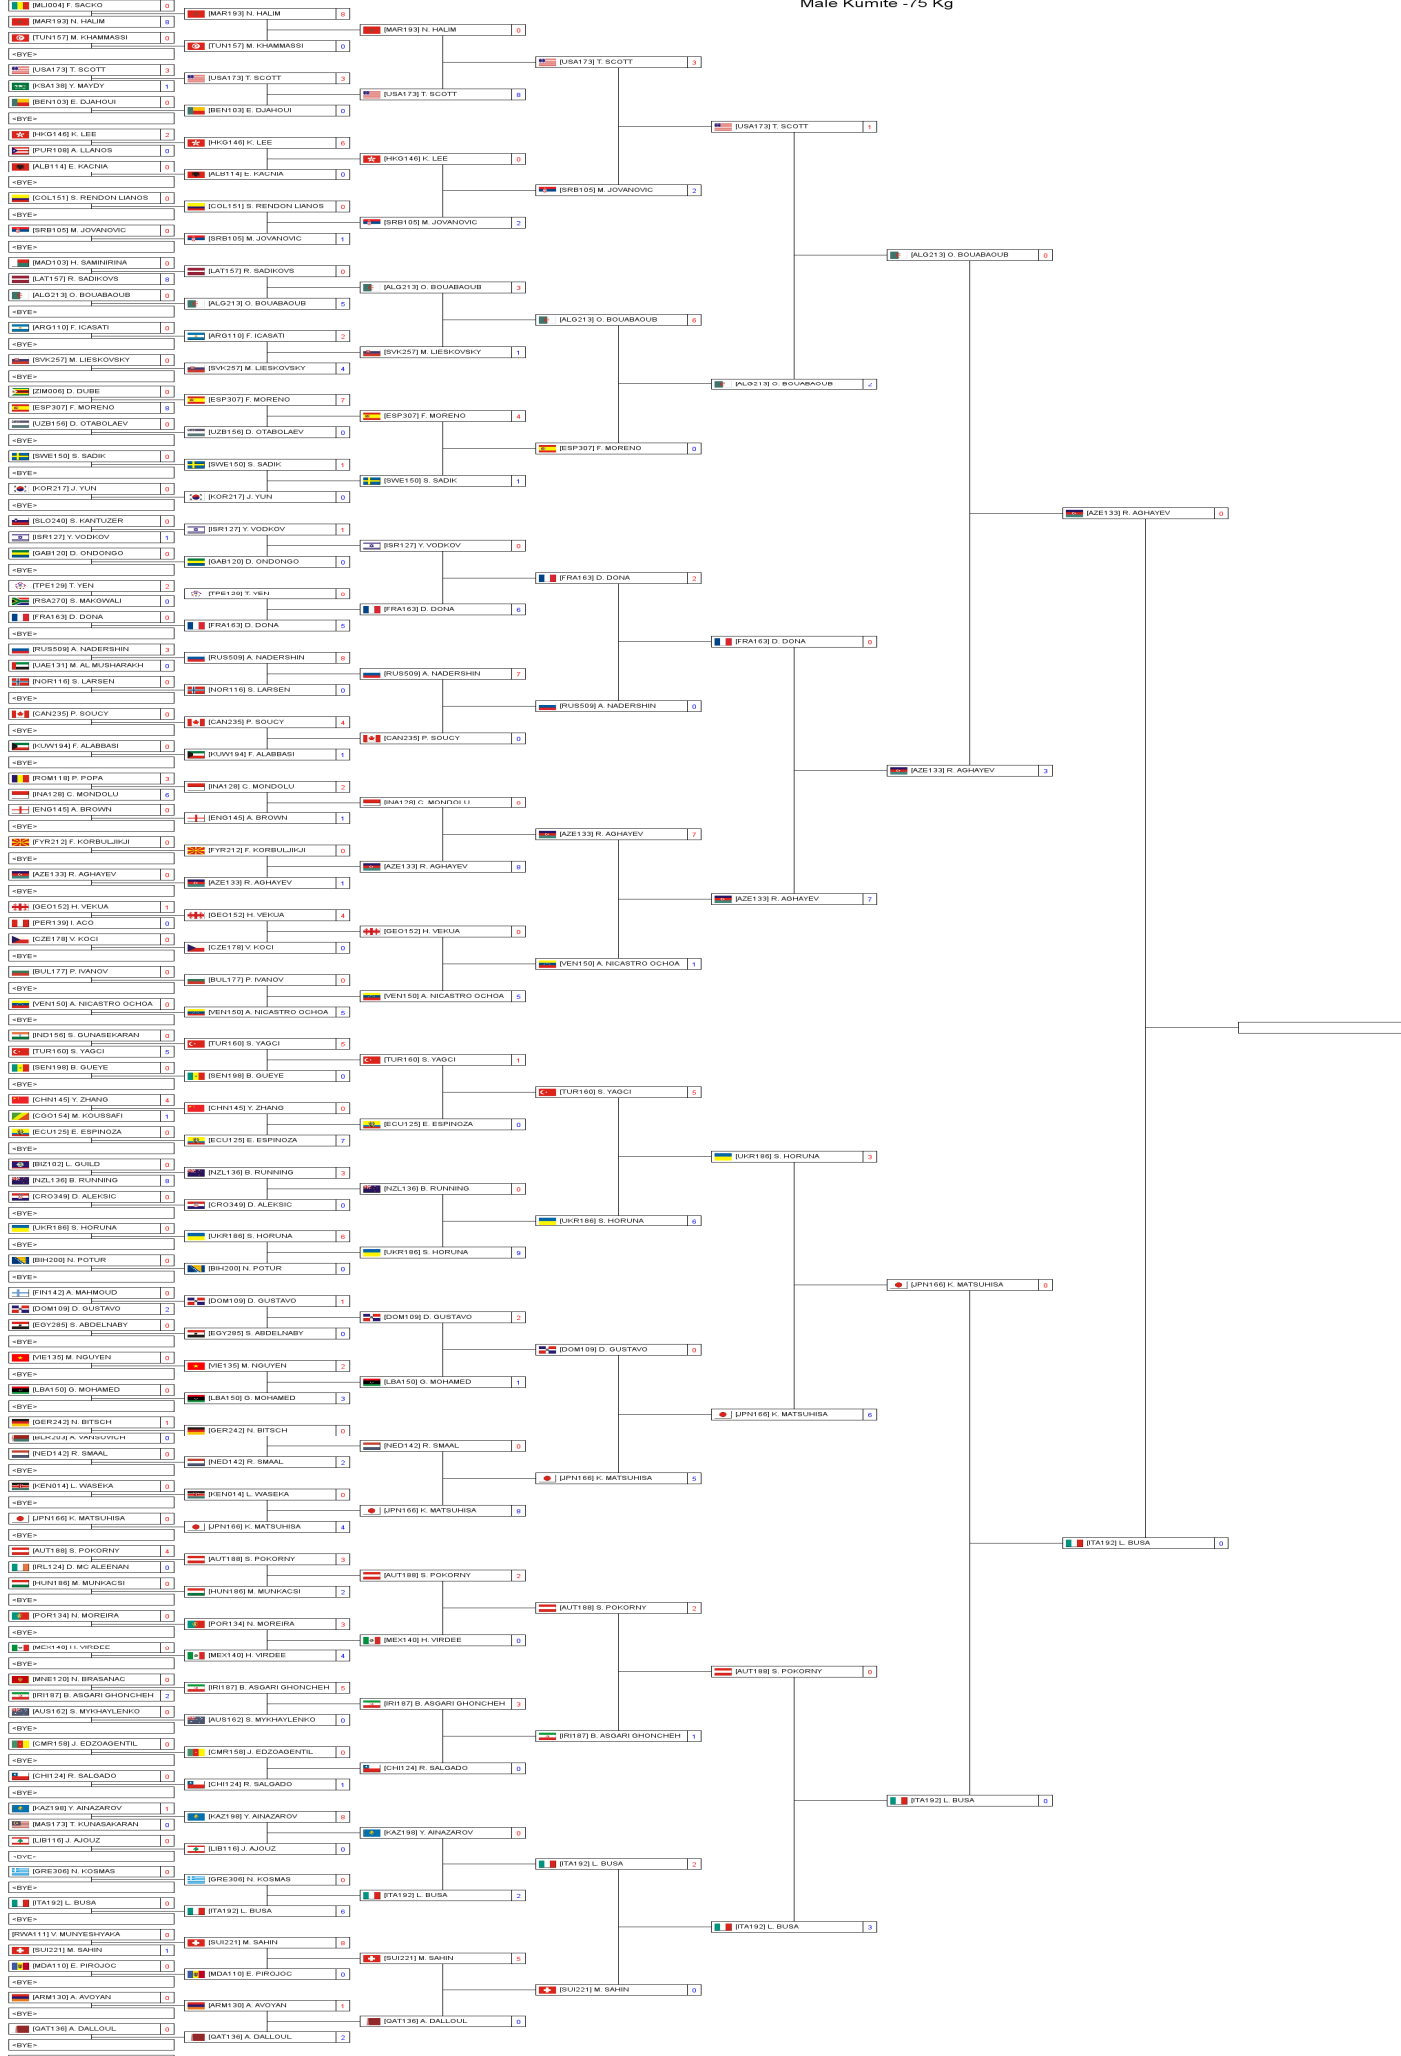 Male Kumite -75 Kg
[MLI004] F. SACKO 0
[MAR193] N. HALIM 8
[TUN157] M. KHAMMASSI 0
<BYE>
[USA173] T. SCOTT 3
[KSA138] Y. MAYDY 1
[BEN103] E. DJAHOUI 0
<BYE>
[HKG146] K. LEE 2
[PUR108] A. LLANOS 0
[ALB114] E. KACNIA 0
<BYE>
[COL151] S. RENDON LIANOS 0
<BYE>
[SRB105] M. JOVANOVIC 0
<BYE>
[MAD103] H. SAMINIRINA 0
[LAT157] R. SADIKOVS 8
[ALG213] O. BOUABAOUB 0
<BYE>
[ARG110] F. ICASATI 0
<BYE>
[SVK257] M. LIESKOVSKY 0
<BYE>
[ZIM006] D. DUBE 0
[ESP307] F. MORENO 8
[UZB156] D. OTABOLAEV 0
<BYE>
[SWE150] S. SADIK 0
<BYE>
[KOR217] J. YUN 0
<BYE>
[SLO240] S. KANTUZER 0
[ISR127] Y. VODKOV 1
[GAB120] D. ONDONGO 0
<BYE>
[TPE129] T. YEN 2
[RSA270] S. MAKGWALI 0
[FRA163] D. DONA 0
<BYE>
[RUS509] A. NADERSHIN 3
[UAE131] M. AL MUSHARAKH 0
[NOR116] S. LARSEN 0
<BYE>
[CAN235] P. SOUCY 0
<BYE>
[KUW194] F. ALABBASI 0
<BYE>
[ROM118] P. POPA 3
[INA128] C. MONDOLU 6
[ENG145] A. BROWN 0
<BYE>
[FYR212] F. KORBULJIKJI 0
<BYE>
[AZE133] R. AGHAYEV 0
<BYE>
[GEO152] H. VEKUA 1
[PER139] I. ACO 0
[CZE178] V. KOCI 0
<BYE>
[BUL177] P. IVANOV 0
<BYE>
[VEN150] A. NICASTRO OCHOA 0
<BYE>
[IND156] S. GUNASEKARAN 0
[TUR160] S. YAGCI 5
[SEN198] B. GUEYE 0
<BYE>
[CHN145] Y. ZHANG 4
[CGO154] M. KOUSSAFI 1
[ECU125] E. ESPINOZA 0
<BYE>
[BIZ102] L. GUILD 0
[NZL136] B. RUNNING 8
[CRO349] D. ALEKSIC 0
<BYE>
[UKR186] S. HORUNA 0
<BYE>
[BIH200] N. POTUR 0
<BYE>
[FIN142] A. MAHMOUD 0
[DOM109] D. GUSTAVO 2
[EGY285] S. ABDELNABY 0
<BYE>
[VIE135] M. NGUYEN 0
<BYE>
[LBA150] G. MOHAMED 0
<BYE>
[GER242] N. BITSCH 1
[BLR203] A. VANSOVICH 0
[NED142] R. SMAAL 0
<BYE>
[KEN014] L. WASEKA 0
<BYE>
[JPN166] K. MATSUHISA 0
<BYE>
[AUT188] S. POKORNY 4
[IRL124] D. MC ALEENAN 0
[HUN186] M. MUNKACSI 0
<BYE>
[POR134] N. MOREIRA 0
<BYE>
[MEX140] H. VIRDEE 0
<BYE>
[MNE120] N. BRASANAC 0
[IRI187] B. ASGARI GHONCHEH 2
[AUS162] S. MYKHAYLENKO 0
<BYE>
[CMR158] J. EDZOAGENTIL 0
<BYE>
[CHI124] R. SALGADO 0
<BYE>
[KAZ198] Y. AINAZAROV 1
[MAS173] T. KUNASAKARAN 0
[LIB116] J. AJOUZ 0
<BYE>
[GRE306] N. KOSMAS 0
<BYE>
[ITA192] L. BUSA 0
<BYE>
[RWA111] V. MUNYESHYAKA 0
[SUI221] M. SAHIN 1
[MDA110] E. PIROJOC 0
<BYE>
[ARM130] A. AVOYAN 0
<BYE>
[QAT136] A. DALLOUL 0
<BYE>
[MAR193] N. HALIM 8
[TUN157] M. KHAMMASSI 0
[USA173] T. SCOTT 3
[BEN103] E. DJAHOUI 0
[HKG146] K. LEE 6
[ALB114] E. KACNIA 0
[COL151] S. RENDON LIANOS 0
[SRB105] M. JOVANOVIC 1
[LAT157] R. SADIKOVS 0
[ALG213] O. BOUABAOUB 5
[ARG110] F. ICASATI 2
[SVK257] M. LIESKOVSKY 4
[ESP307] F. MORENO 7
[UZB156] D. OTABOLAEV 0
[SWE150] S. SADIK 1
[KOR217] J. YUN 0
[ISR127] Y. VODKOV 1
[GAB120] D. ONDONGO 0
[TPE129] T. YEN 0
[FRA163] D. DONA 5
[RUS509] A. NADERSHIN 8
[NOR116] S. LARSEN 0
[CAN235] P. SOUCY 4
[KUW194] F. ALABBASI 1
[INA128] C. MONDOLU 2
[ENG145] A. BROWN 1
[FYR212] F. KORBULJIKJI 0
[AZE133] R. AGHAYEV 1
[GEO152] H. VEKUA 4
[CZE178] V. KOCI 0
[BUL177] P. IVANOV 0
[VEN150] A. NICASTRO OCHOA 5
[TUR160] S. YAGCI 5
[SEN198] B. GUEYE 0
[CHN145] Y. ZHANG 0
[ECU125] E. ESPINOZA 7
[NZL136] B. RUNNING 3
[CRO349] D. ALEKSIC 0
[UKR186] S. HORUNA 6
[BIH200] N. POTUR 0
[DOM109] D. GUSTAVO 1
[EGY285] S. ABDELNABY 0
[VIE135] M. NGUYEN 2
[LBA150] G. MOHAMED 3
[GER242] N. BITSCH 0
[NED142] R. SMAAL 2
[KEN014] L. WASEKA 0
[JPN166] K. MATSUHISA 4
[AUT188] S. POKORNY 3
[HUN186] M. MUNKACSI 2
[POR134] N. MOREIRA 3
[MEX140] H. VIRDEE 4
[IRI187] B. ASGARI GHONCHEH 5
[AUS162] S. MYKHAYLENKO 0
[CMR158] J. EDZOAGENTIL 0
[CHI124] R. SALGADO 1
[KAZ198] Y. AINAZAROV 8
[LIB116] J. AJOUZ 0
[GRE306] N. KOSMAS 0
[ITA192] L. BUSA 6
[SUI221] M. SAHIN 8
[MDA110] E. PIROJOC 0
[ARM130] A. AVOYAN 1
[QAT136] A. DALLOUL 2
[MAR193] N. HALIM 0
[USA173] T. SCOTT 8
[HKG146] K. LEE 0
[SRB105] M. JOVANOVIC 2
[ALG213] O. BOUABAOUB 3
[SVK257] M. LIESKOVSKY 1
[ESP307] F. MORENO 4
[SWE150] S. SADIK 1
[ISR127] Y. VODKOV 0
[FRA163] D. DONA 6
[RUS509] A. NADERSHIN 7
[CAN235] P. SOUCY 0
[INA128] C. MONDOLU 0
[AZE133] R. AGHAYEV 8
[GEO152] H. VEKUA 0
[VEN150] A. NICASTRO OCHOA 5
[TUR160] S. YAGCI 1
[ECU125] E. ESPINOZA 0
[NZL136] B. RUNNING 0
[UKR186] S. HORUNA 9
[DOM109] D. GUSTAVO 2
[LBA150] G. MOHAMED 1
[NED142] R. SMAAL 0
[JPN166] K. MATSUHISA 8
[AUT188] S. POKORNY 2
[MEX140] H. VIRDEE 0
[IRI187] B. ASGARI GHONCHEH 3
[CHI124] R. SALGADO 0
[KAZ198] Y. AINAZAROV 0
[ITA192] L. BUSA 2
[SUI221] M. SAHIN 5
[QAT136] A. DALLOUL 0
[USA173] T. SCOTT 3
[SRB105] M. JOVANOVIC 2
[ALG213] O. BOUABAOUB 6
[ESP307] F. MORENO 0
[FRA163] D. DONA 2
[RUS509] A. NADERSHIN 0
[AZE133] R. AGHAYEV 7
[VEN150] A. NICASTRO OCHOA 1
[TUR160] S. YAGCI 5
[UKR186] S. HORUNA 6
[DOM109] D. GUSTAVO 0
[JPN166] K. MATSUHISA 5
[AUT188] S. POKORNY 2
[IRI187] B. ASGARI GHONCHEH 1
[ITA192] L. BUSA 2
[SUI221] M. SAHIN 0
[USA173] T. SCOTT 1
[ALG213] O. BOUABAOUB 2
[FRA163] D. DONA 0
[AZE133] R. AGHAYEV 7
[UKR186] S. HORUNA 3
[JPN166] K. MATSUHISA 6
[AUT188] S. POKORNY 0
[ITA192] L. BUSA 3
[ALG213] O. BOUABAOUB 0
[AZE133] R. AGHAYEV 3
[JPN166] K. MATSUHISA 0
[ITA192] L. BUSA 0
[AZE133] R. AGHAYEV 0
[ITA192] L. BUSA 0